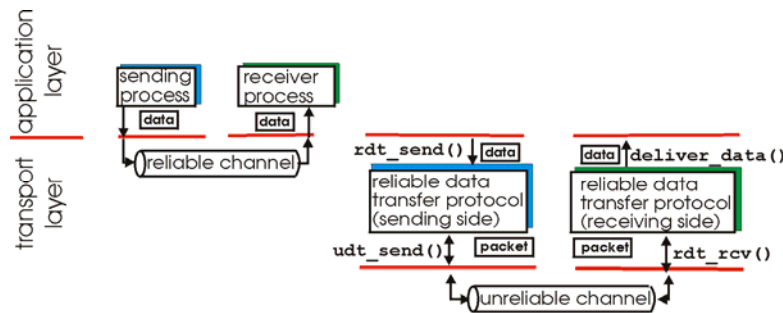 application
layer
transport
layer
sending
process
receiver
process
data
data
reliable channel
rdt_send()
data
data
deliver_data()
reliable data
transfer protocol
(sending side)
reliable data
transfer protocol
(receiving side)
udt_send()
packet
packet
rdt_rcv()
unreliable channel